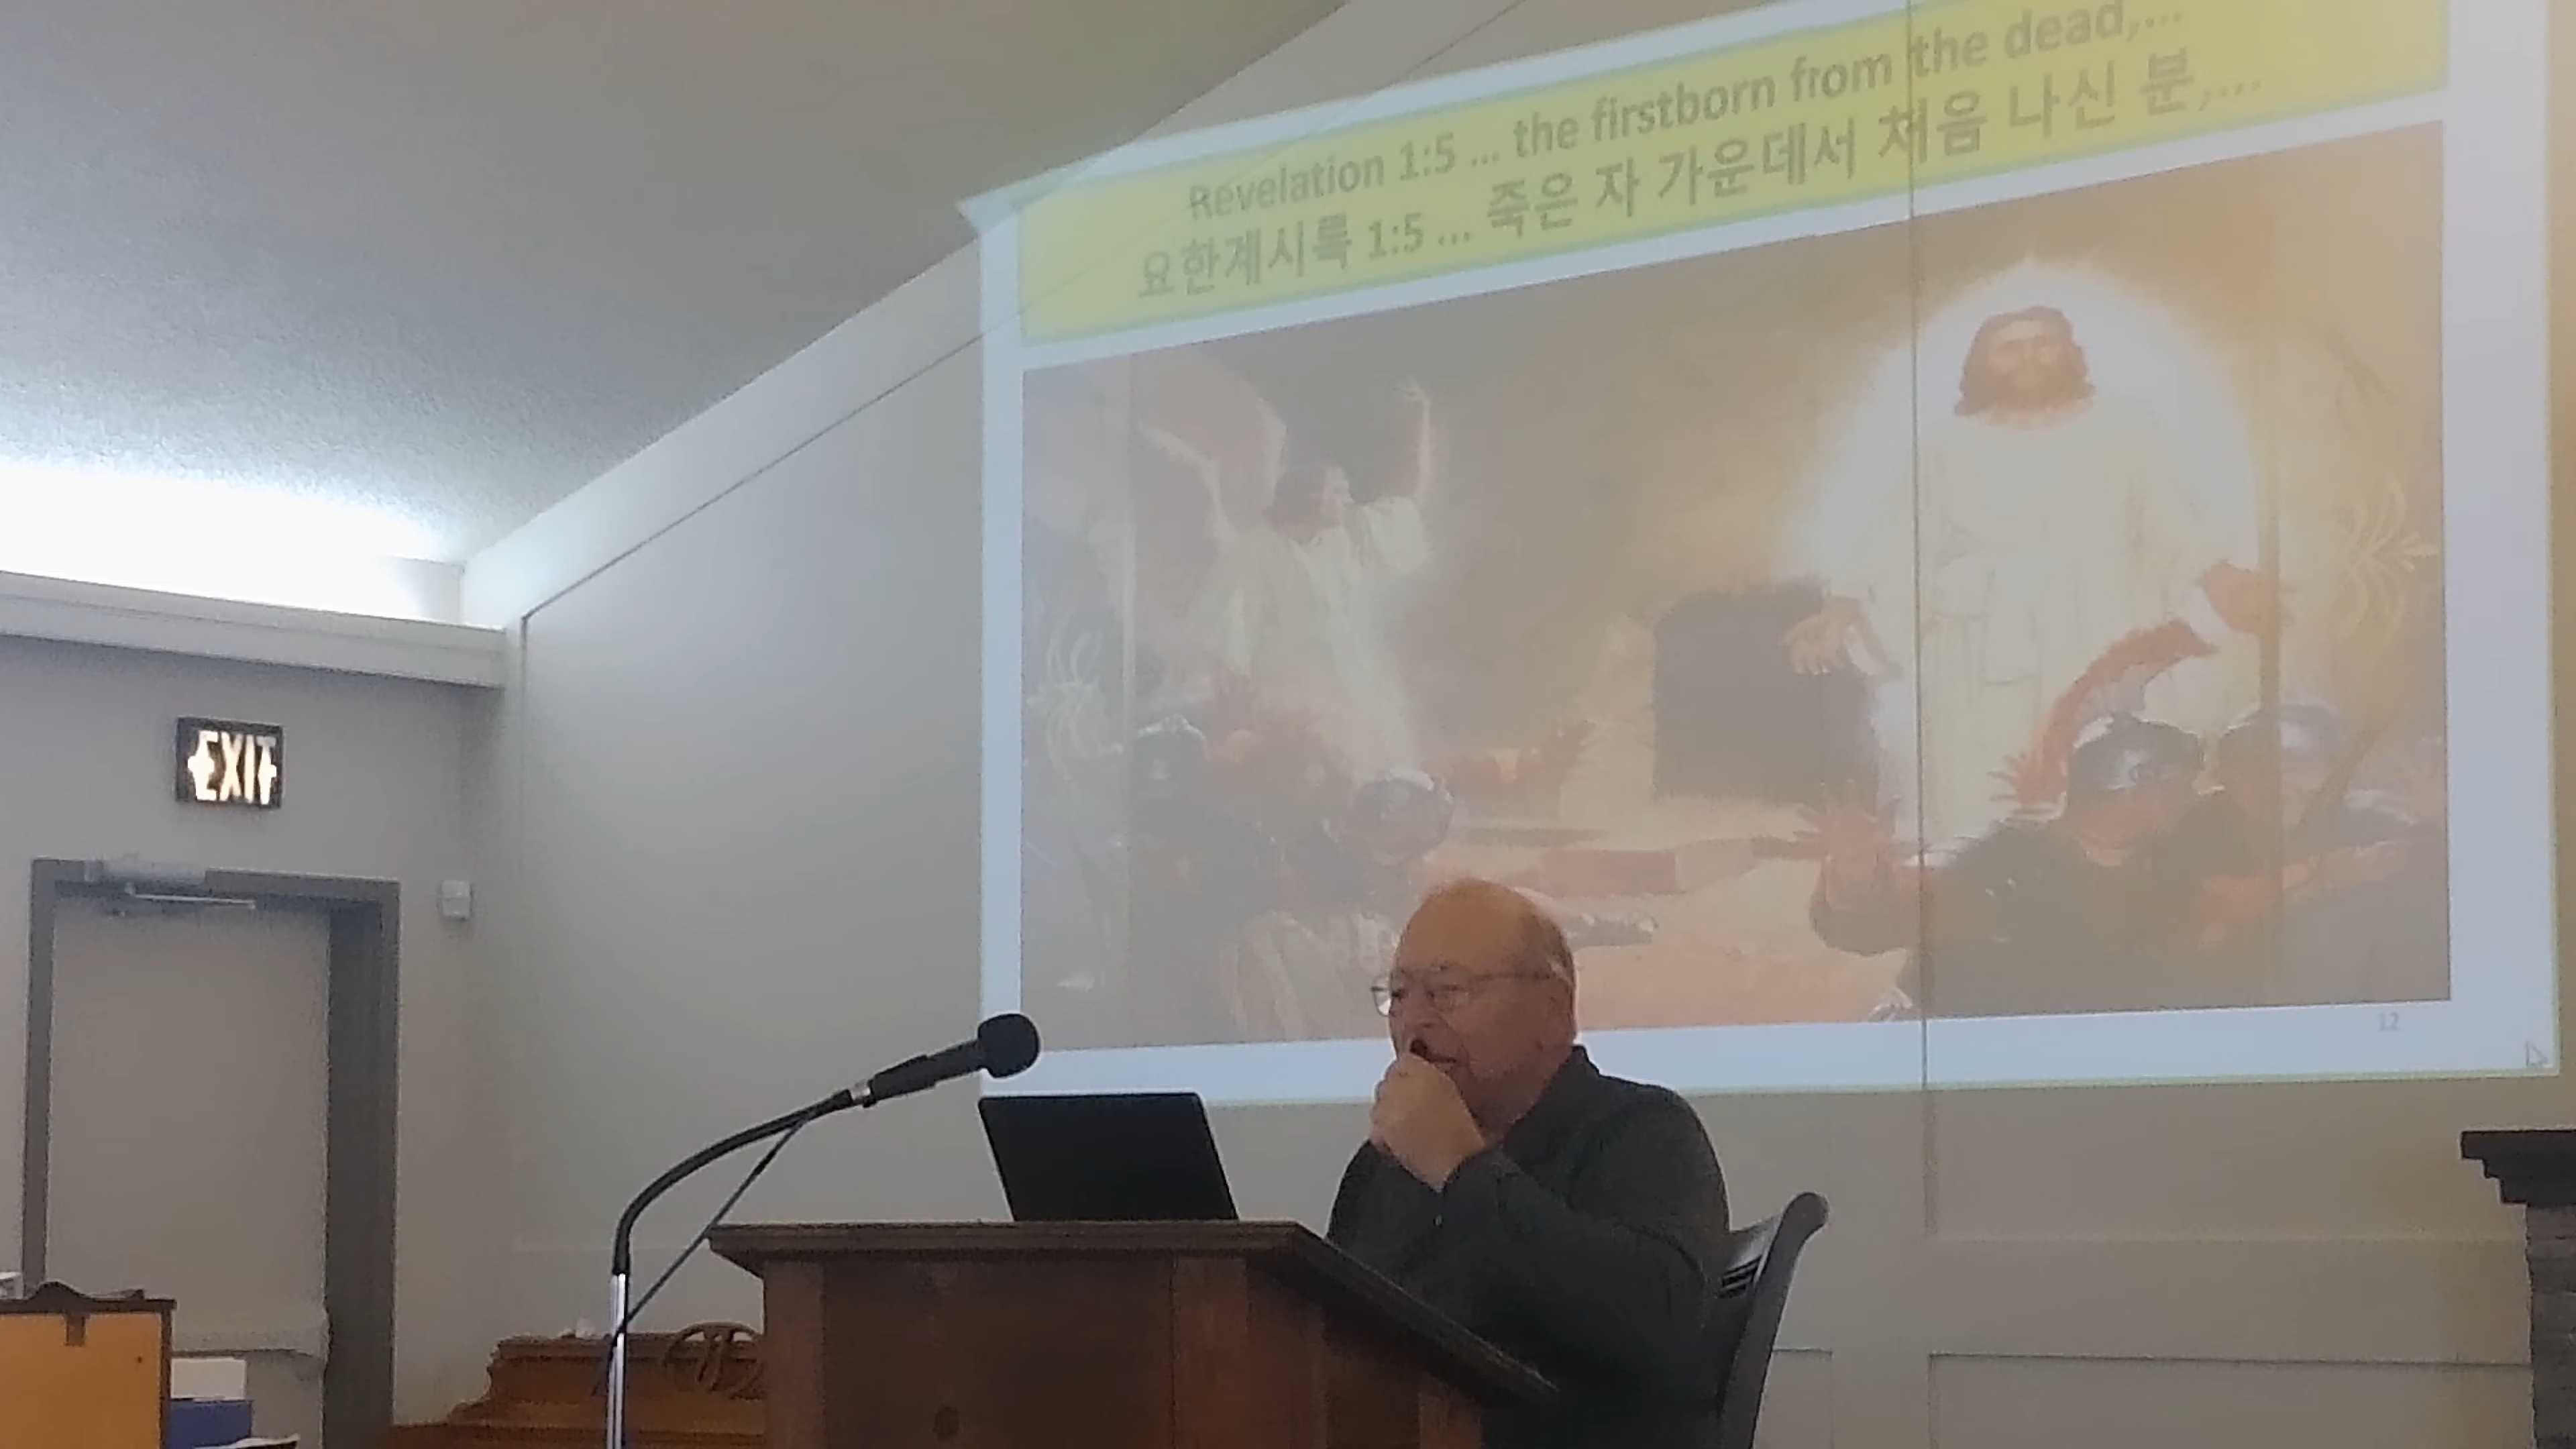 Revelation 1:5 ... the firstborn from the dead,...
요한계시록 1:5 ... 죽은 자 가운데서 처음 나신 분,...
EXIT
12